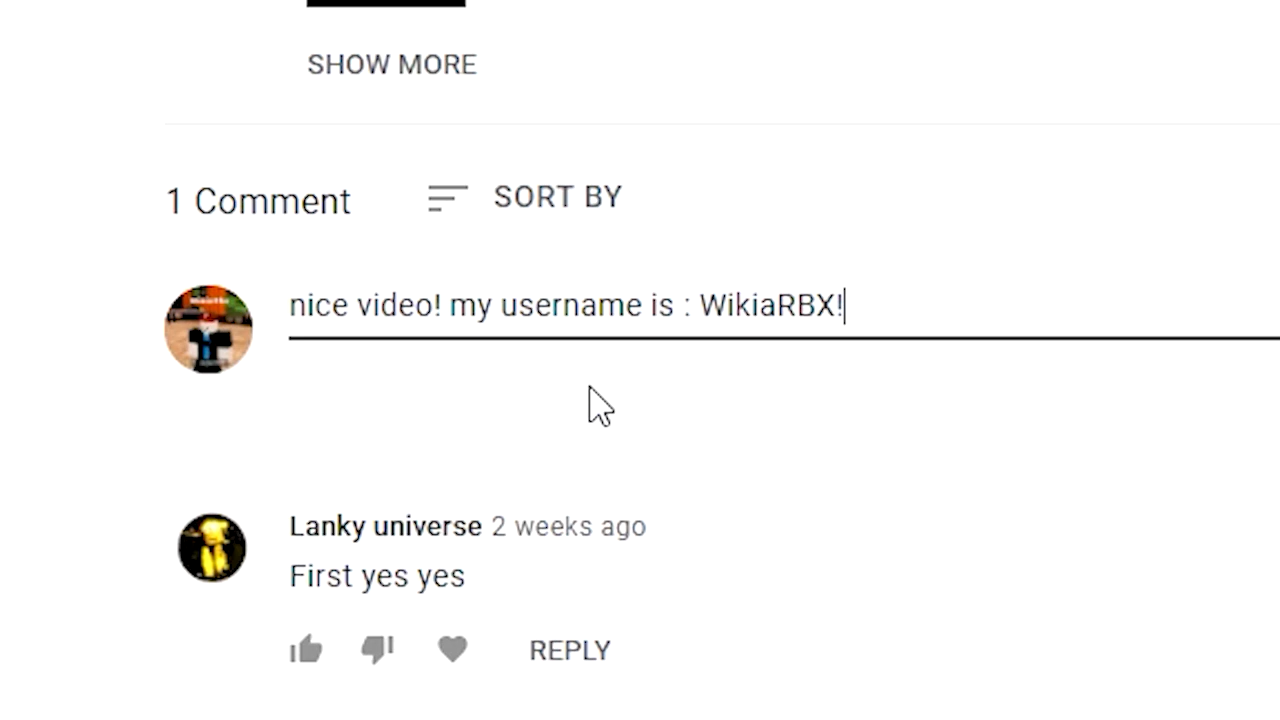 SHOW MORE
1 Comment
SORT BY
nice video! my username is : WikiaRBX!
Lanky universe 2 weeks ago
First yes yes
REPLY